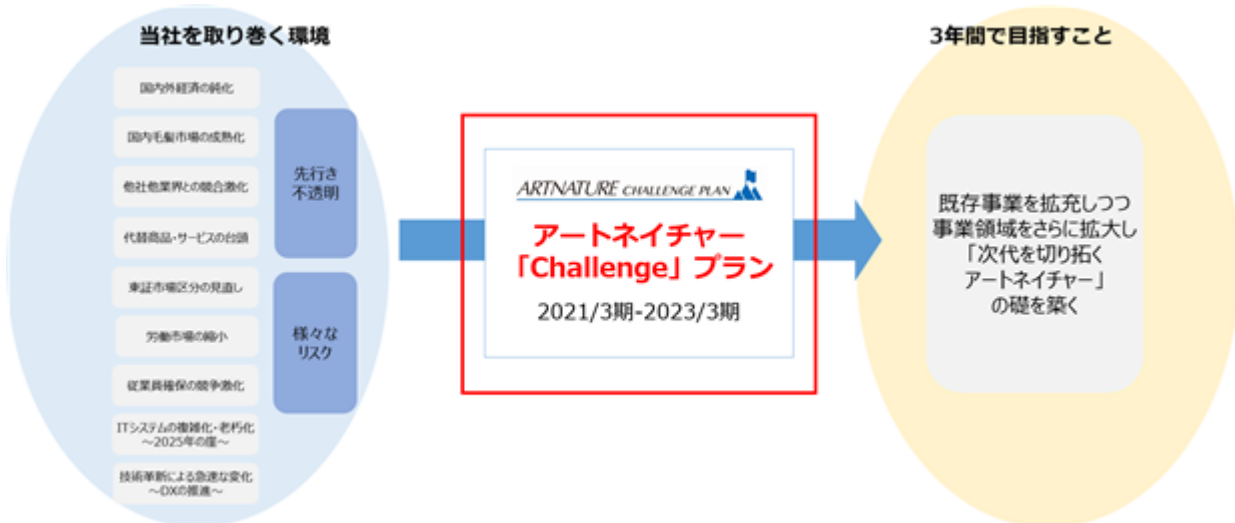 当社を取り巻く環境
国内外経済の鈍化
国内毛髪市場の成熟化
他社他業界との競合激化
代替商品・サービスの台頭
東証市場区分の見直し
労働市場の縮小
従業員確保の競争激化
ITシステムの複雑化・老朽化
～2025年の崖～
技術革新による急速な変化
～DXの推進～
先行き
不透明
様々な
リスク
ARTNATURE CHALLENGE PLAN
アートネイチャー
「Challenge」プラン
2021/3期-2023/3期
3年間で目指すこと
既存事業を拡充しつつ
事業領域をさらに拡大し
「次代を切り拓く
アートネイチャー」
の礎を築く